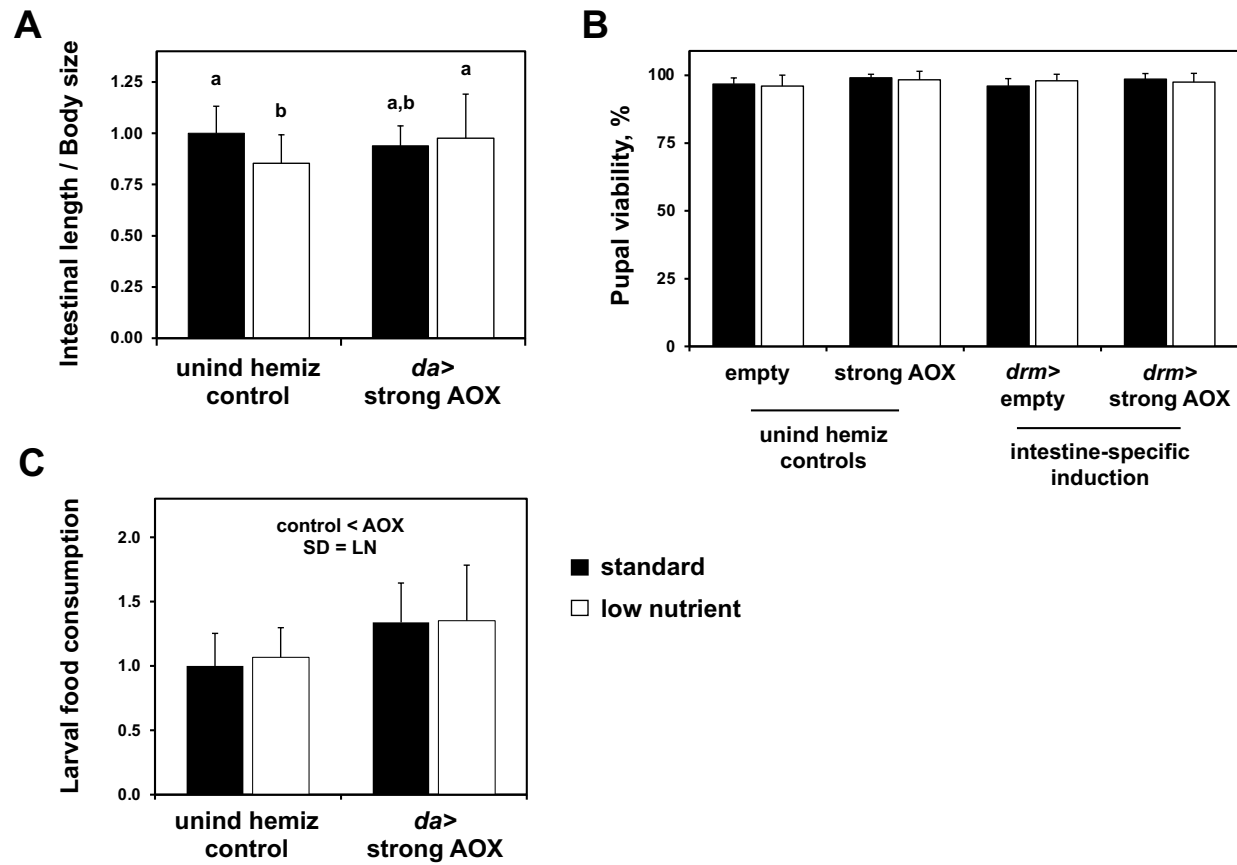 A
Intestinal length / Body size
1.25
1.00
0.75
0.50
0.25
0.00
a
b
a,b
a
unind hemiz
control
da>
strong AOX
B
Pupal viability, %
100
75
50
25
0
empty
strong AOX
drm>
empty
drm>
strong AOX
unind hemiz
controls
intestine-specific
induction
C
Larval food consumption
2.0
1.5
1.0
0.5
0.0
control < AOX
SD = LN
unind hemiz
control
da>
strong AOX
standard
low nutrient